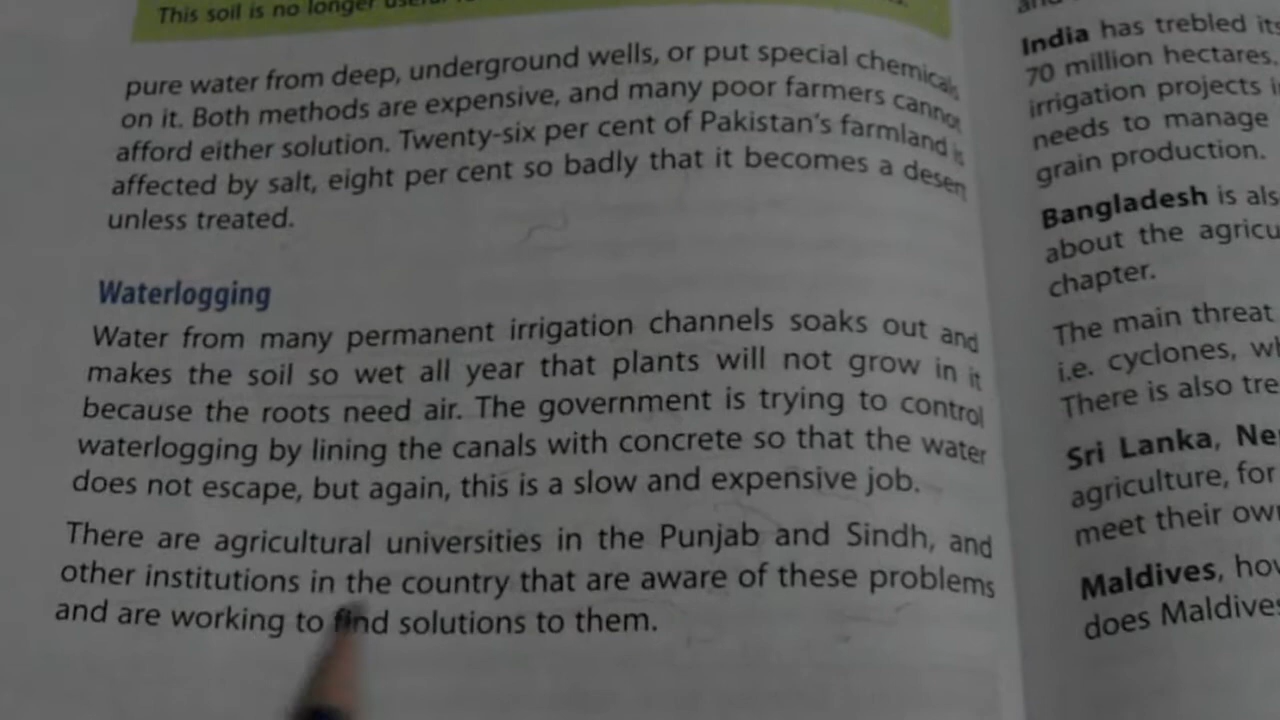 This soil is no longer useful
pure water from deep, underground wells, or put special chemicals
on it. Both methods are expensive, and many poor farmers cannot
afford either solution. Twenty-six per cent of Pakistan's farmland is
affected by salt, eight per cent so badly that it becomes a desert
unless treated.
Waterlogging
Water from many permanent irrigation channels soaks out and
makes the soil so wet all year that plants will not grow in it
because the roots need air. The government is trying to control
waterlogging by lining the canals with concrete so that the water
does not escape, but again, this is a slow and expensive job.
There are agricultural universities in the Punjab and Sindh, and
other institutions in the country that are aware of these problems
and are working to find solutions to them.
and
India has trebled its
70 million hectares,
irrigation projects
needs to manage
grain production.
Bangladesh is
about the
chapter.
The main threat
i.e. cyclones,
There is also
Sri Lanka,
agriculture, for
meet their
Maldives,
does